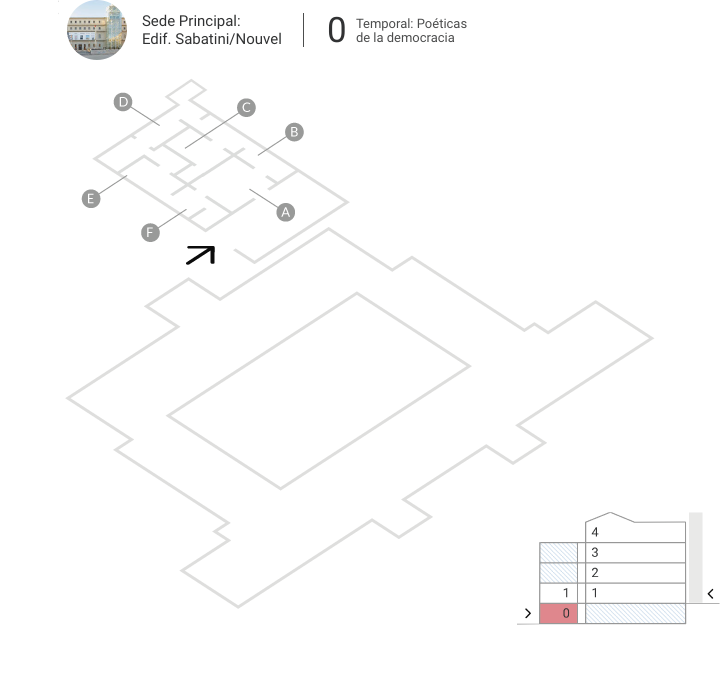 Sede Principal:
Edif. Sabatini/Nouvel
0
Temporal: Poéticas
de la democracia
D
C
B
E
A
F
4
3
2
1 1
0